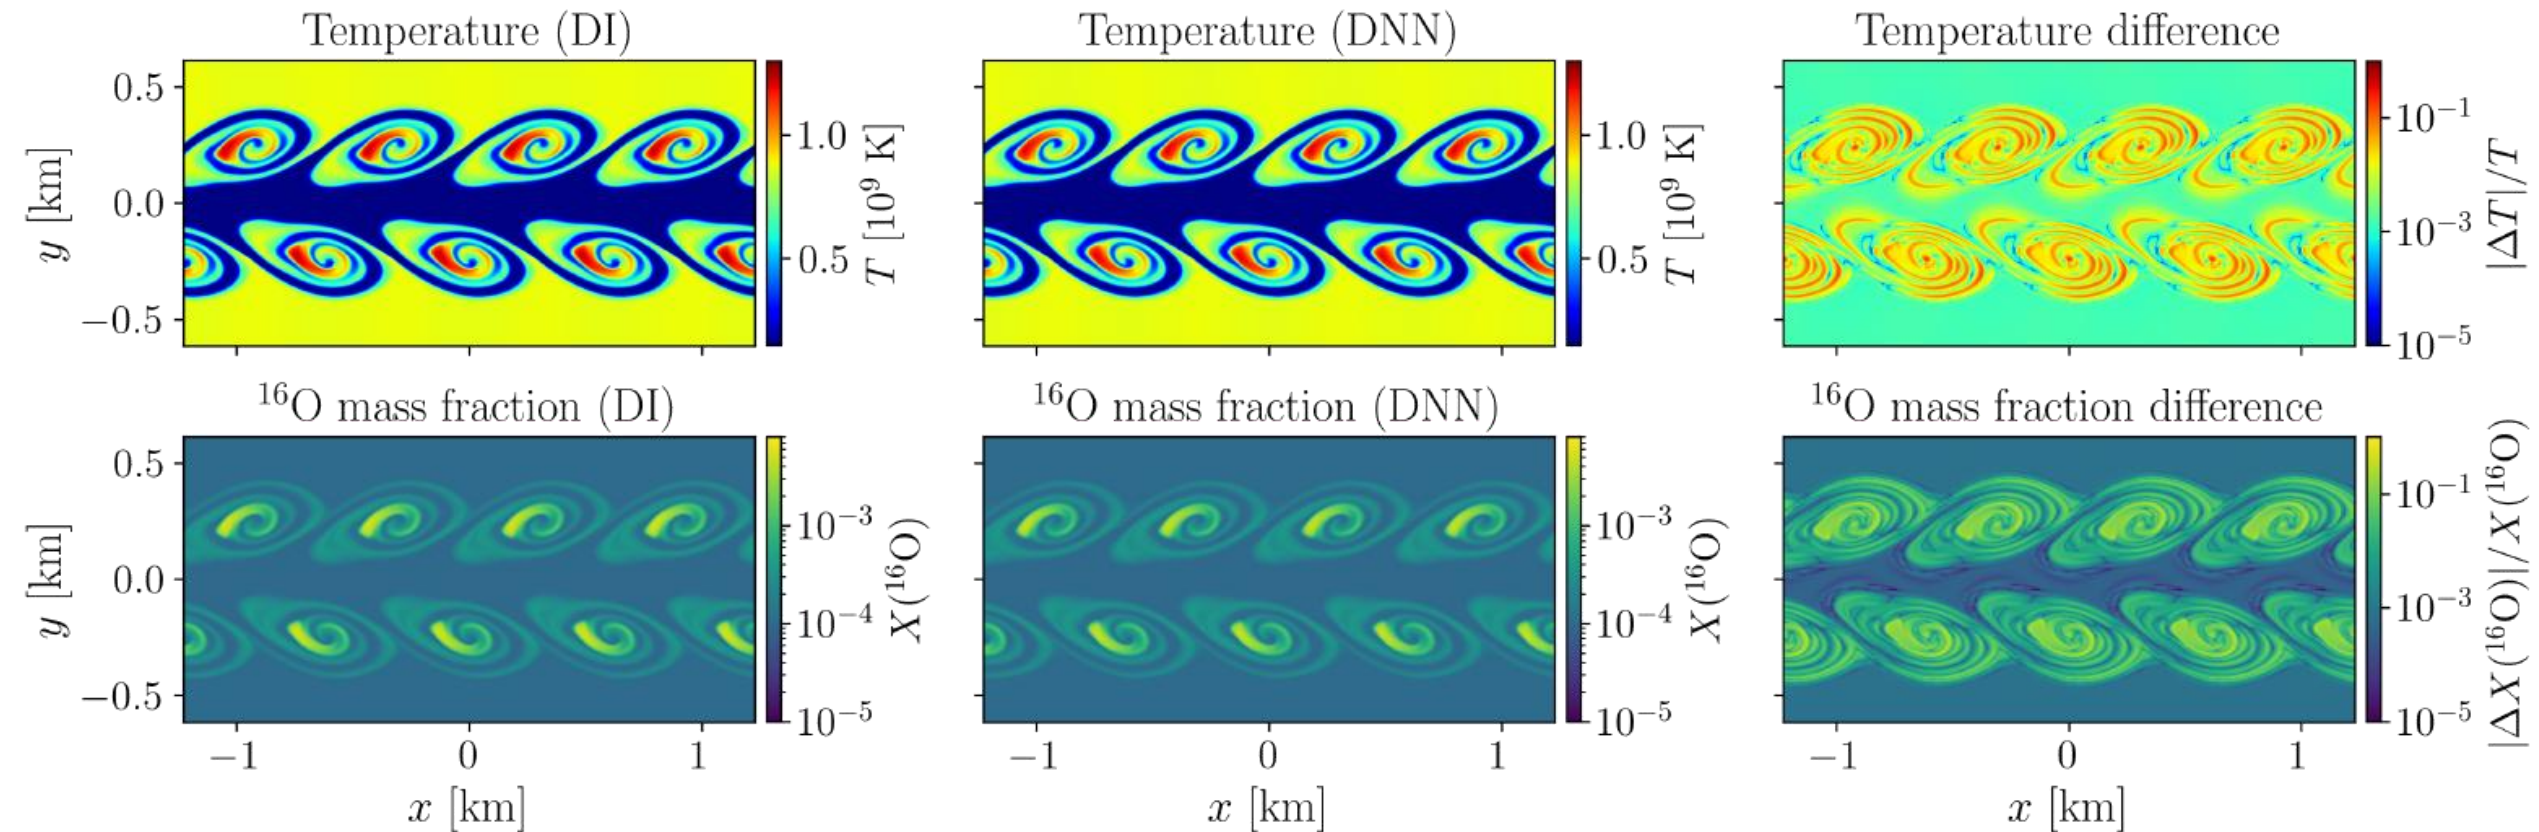 Temperature (DI)
Temperature (DNN)
Temperature difference
0.5
0.0
−0.5
y [km]
1.0
0.5
T [10⁹ K]
1.0
0.5
T [10⁹ K]
10⁻¹
10⁻³
10⁻⁵
|ΔT|/T
¹⁶O mass fraction (DI)
¹⁶O mass fraction (DNN)
¹⁶O mass fraction difference
0.5
0.0
−0.5
y [km]
10⁻³
10⁻⁴
10⁻⁵
X(¹⁶O)
10⁻³
10⁻⁴
10⁻⁵
X(¹⁶O)
10⁻¹
10⁻³
10⁻⁵
|ΔX(¹⁶O)|/X(¹⁶O)
−1 0 1
−1 0 1
−1 0 1
x [km]
x [km]
x [km]